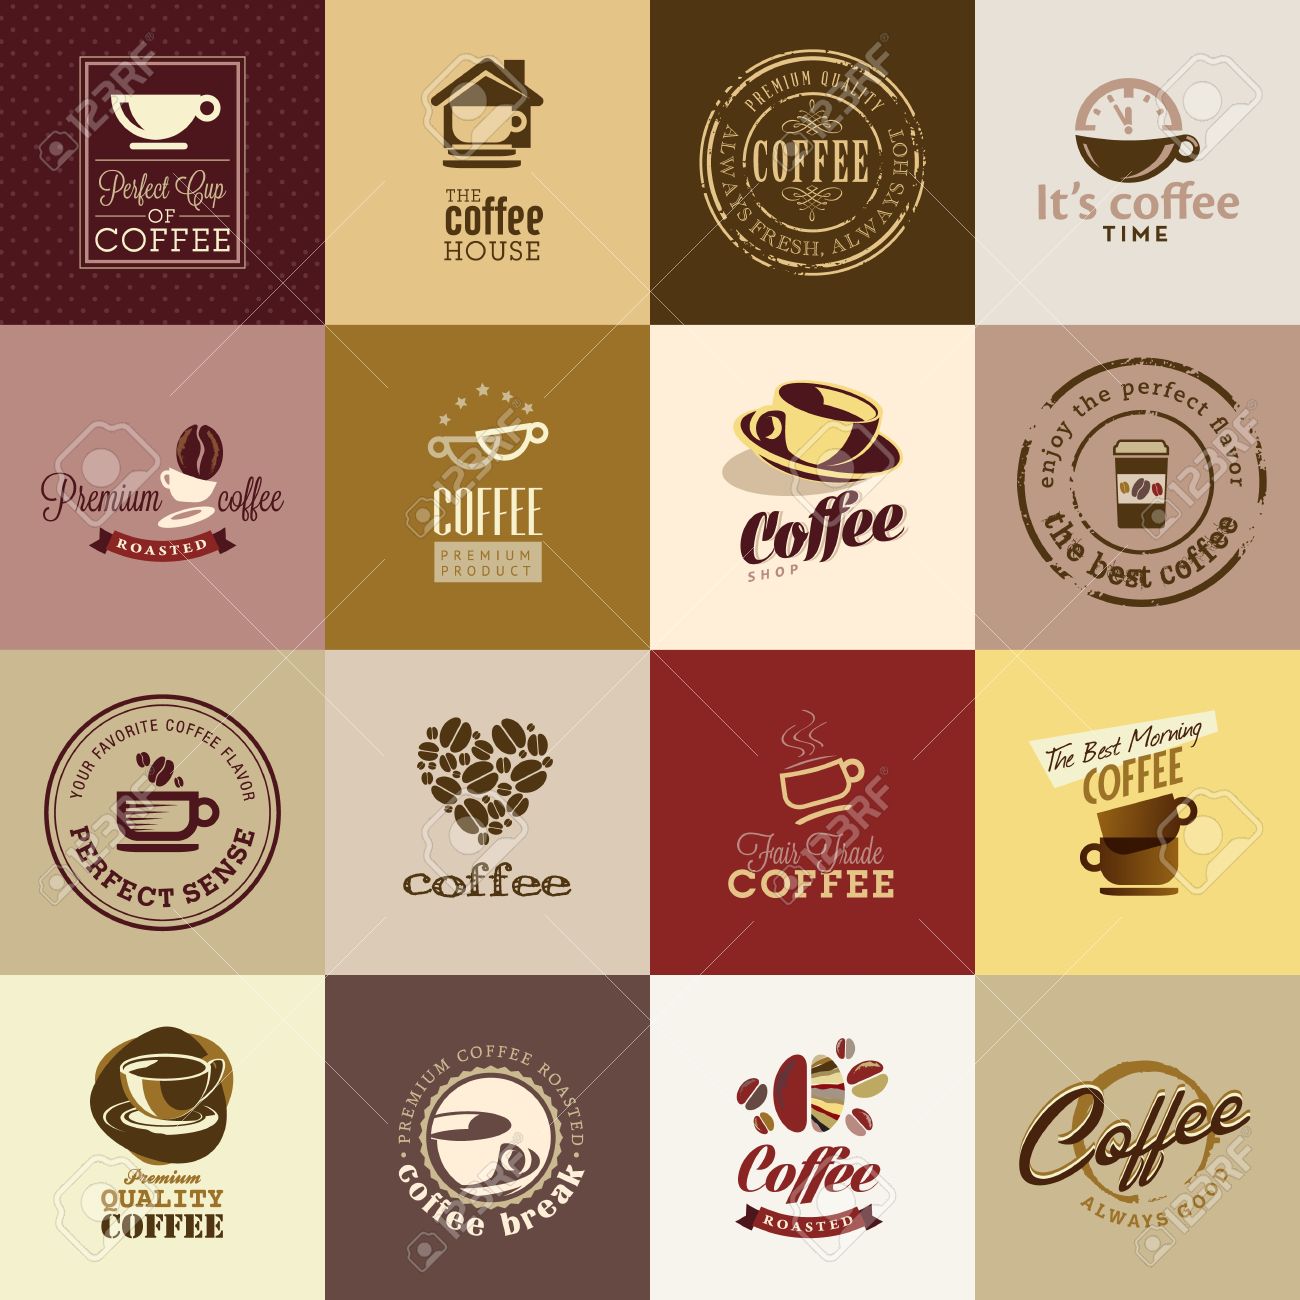 Perfect Cup
OF
COFFEE
THE
coffee
HOUSE
PREMIUM QUALITY
COFFEE
ALWAYS FRESH, ALWAYS HOT
It's coffee
TIME
Premium coffee
ROASTED
COFFEE
PREMIUM
PRODUCT
Coffee
SHOP
enjoy the perfect flavor
the best coffee
YOUR FAVORITE COFFEE FLAVOR
PERFECT SENSE
coffee
Fair Trade
COFFEE
The Best Morning
COFFEE
Premium
QUALITY
COFFEE
PREMIUM COFFEE ROASTED
coffee break
Coffee
ROASTED
Coffee
ALWAYS GOOD
123RF